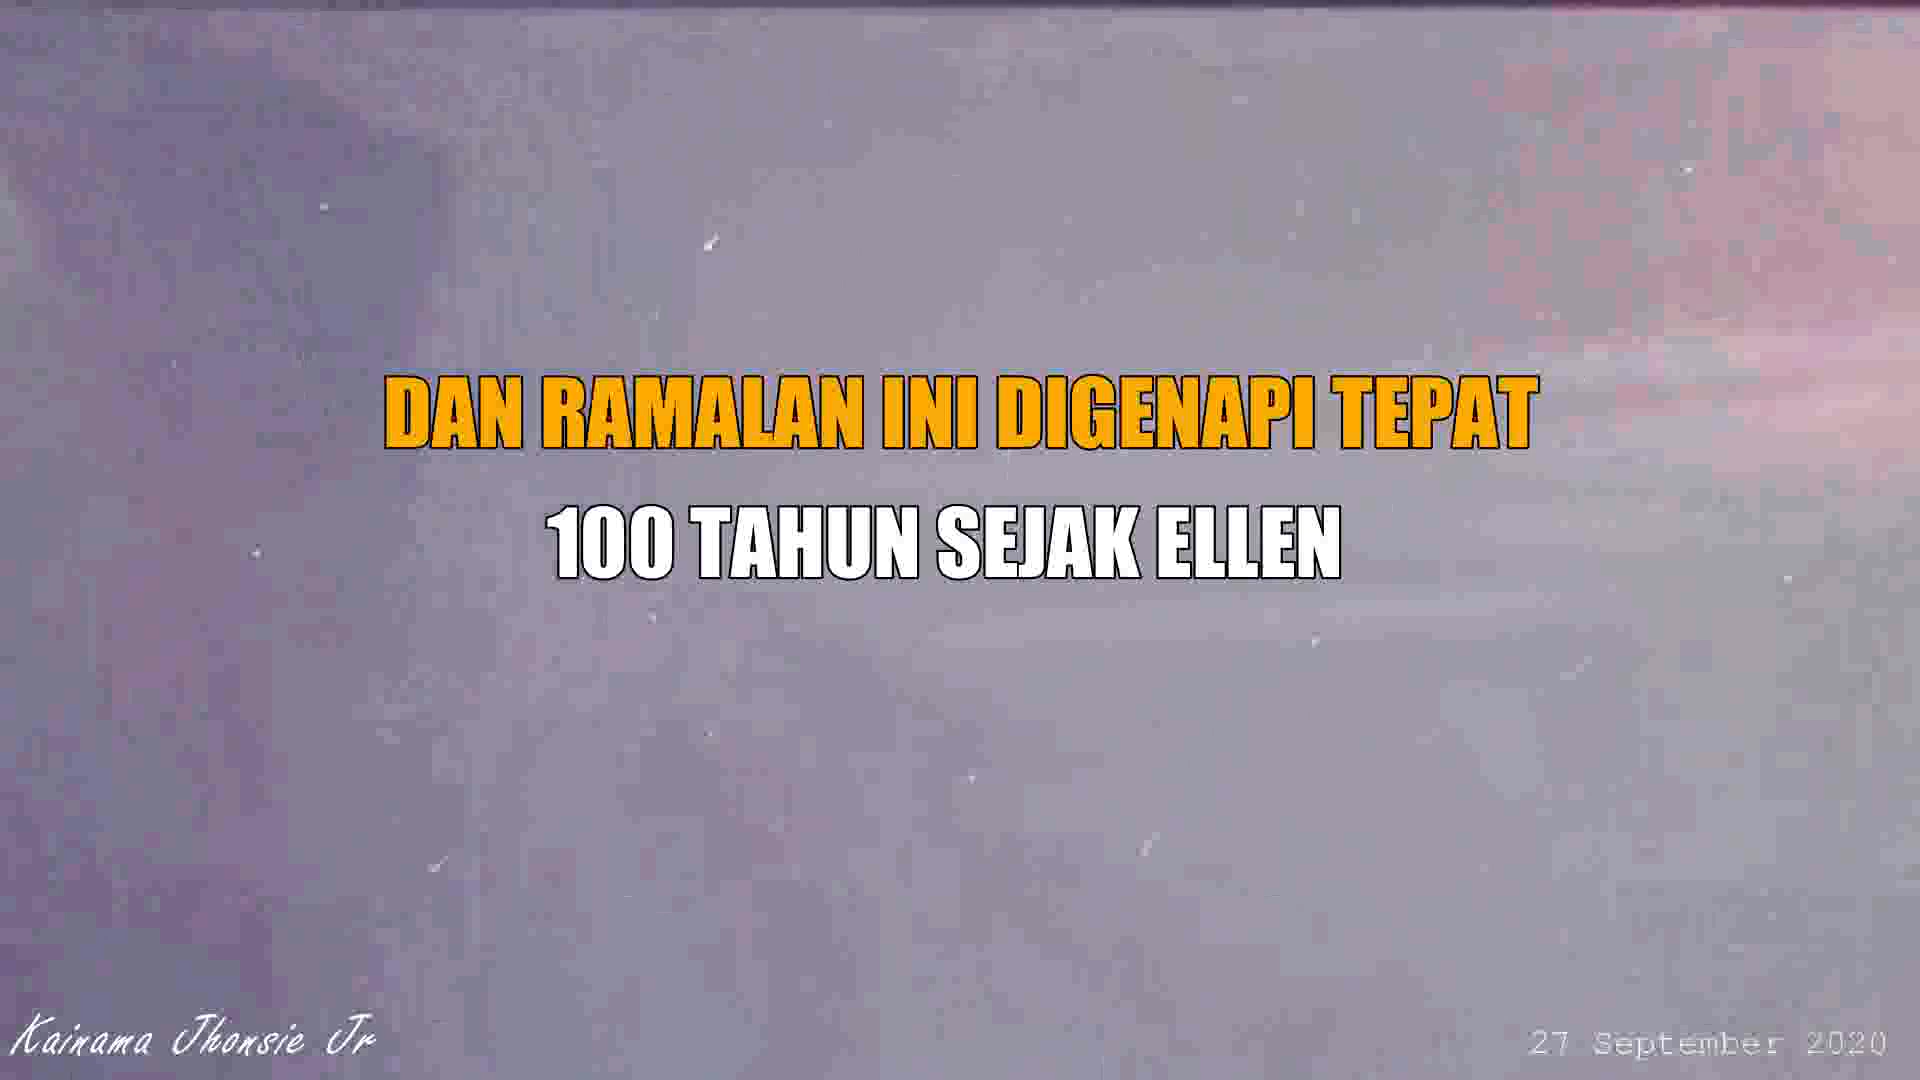 DAN RAMALAN INI DIGENAPI TEPAT
100 TAHUN SEJAK ELLEN
Kainama Jhonsie Jr
27 September 2020